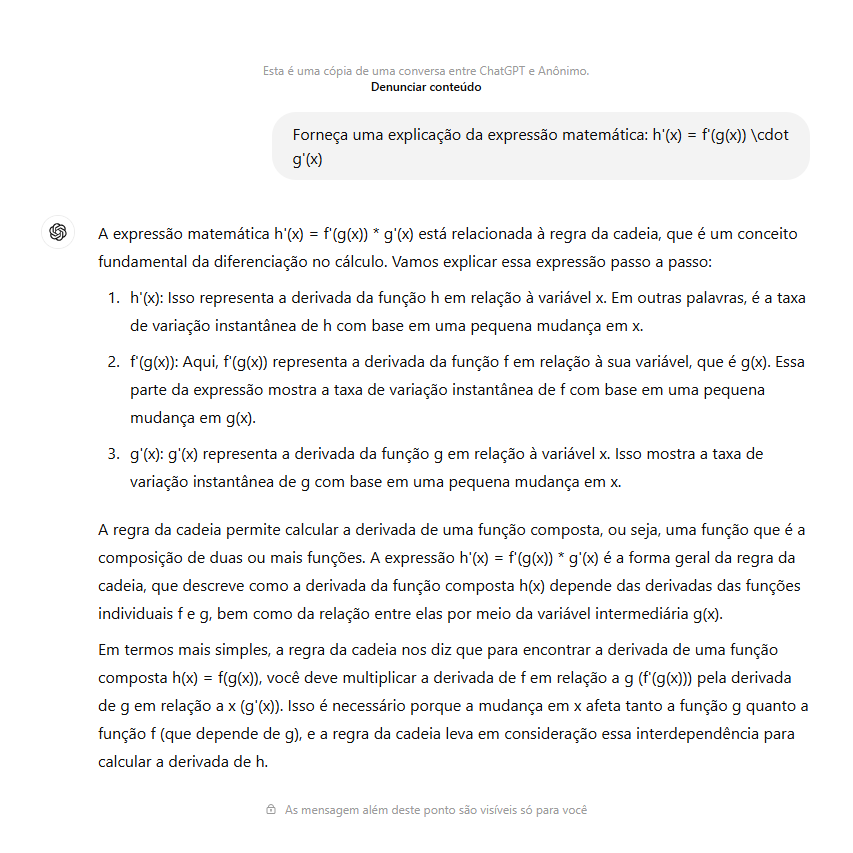 Esta é uma cópia de uma conversa entre ChatGPT e Anônimo.
Denunciar conteúdo
Forneça uma explicação da expressão matemática: h'(x) = f'(g(x)) \cdot
g'(x)
A expressão matemática h'(x) = f'(g(x)) * g'(x) está relacionada à regra da cadeia, que é um conceito
fundamental da diferenciação no cálculo. Vamos explicar essa expressão passo a passo:
1. h'(x): Isso representa a derivada da função h em relação à variável x. Em outras palavras, é a taxa
de variação instantânea de h com base em uma pequena mudança em x.
2. f'(g(x)): Aqui, f'(g(x)) representa a derivada da função f em relação à sua variável, que é g(x). Essa
parte da expressão mostra a taxa de variação instantânea de f com base em uma pequena
mudança em g(x).
3. g'(x): g'(x) representa a derivada da função g em relação à variável x. Isso mostra a taxa de
variação instantânea de g com base em uma pequena mudança em x.
A regra da cadeia permite calcular a derivada de uma função composta, ou seja, uma função que é a
composição de duas ou mais funções. A expressão h'(x) = f'(g(x)) * g'(x) é a forma geral da regra da
cadeia, que descreve como a derivada da função composta h(x) depende das derivadas das funções
individuais f e g, bem como da relação entre elas por meio da variável intermediária g(x).
Em termos mais simples, a regra da cadeia nos diz que para encontrar a derivada de uma função
composta h(x) = f(g(x)), você deve multiplicar a derivada de f em relação a g (f'(g(x))) pela derivada
de g em relação a x (g'(x)). Isso é necessário porque a mudança em x afeta tanto a função g quanto a
função f (que depende de g), e a regra da cadeia leva em consideração essa interdependência para
calcular a derivada de h.
As mensagem além deste ponto são visíveis só para você